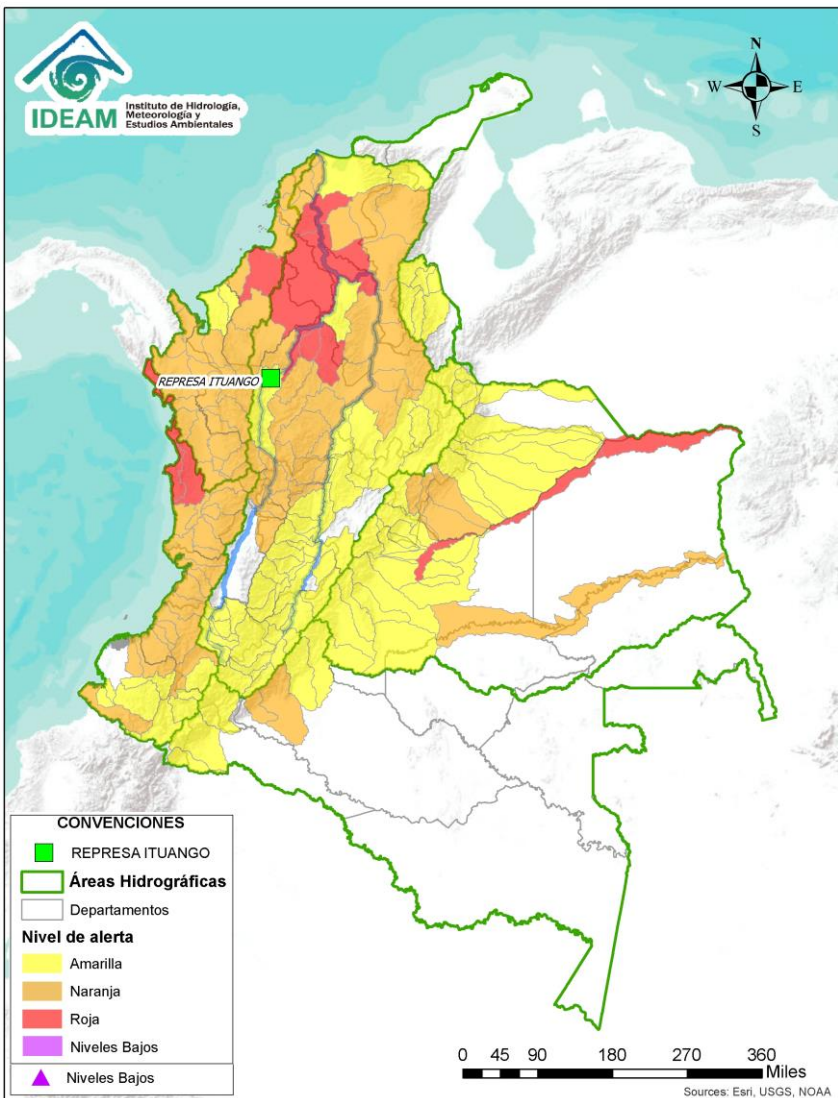 IDEAM
Instituto de Hidrología,
Meteorología y
Estudios Ambientales
N
W
E
S
REPRESA ITUANGO
CONVENCIONES
REPRESA ITUANGO
Áreas Hidrográficas
Departamentos
Nivel de alerta
Amarilla
Naranja
Roja
Niveles Bajos
Niveles Bajos
0 45 90 180 270 360
Miles
Sources: Esri, USGS, NOAA